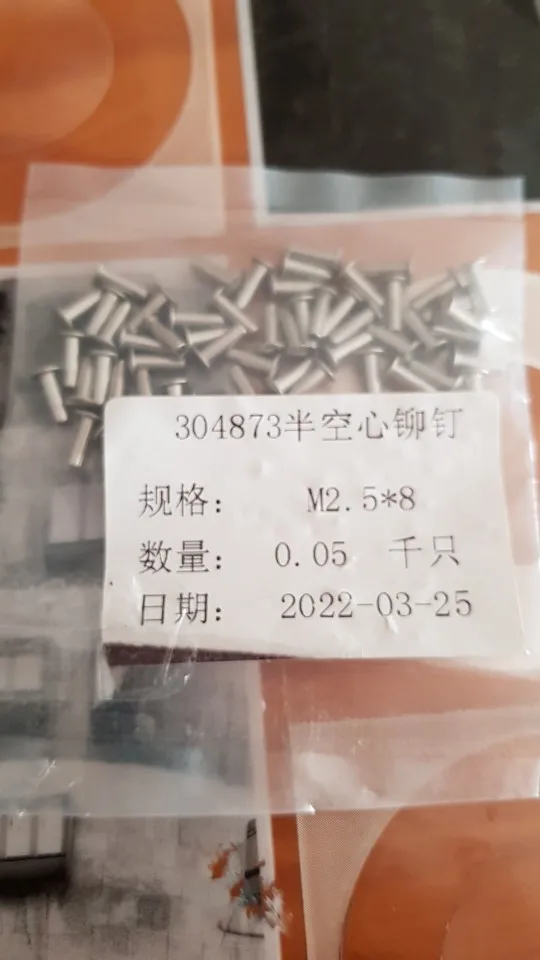 304873半空心铆钉
规格： M2.5*8
数量： 0.05 千只
日期： 2022-03-25